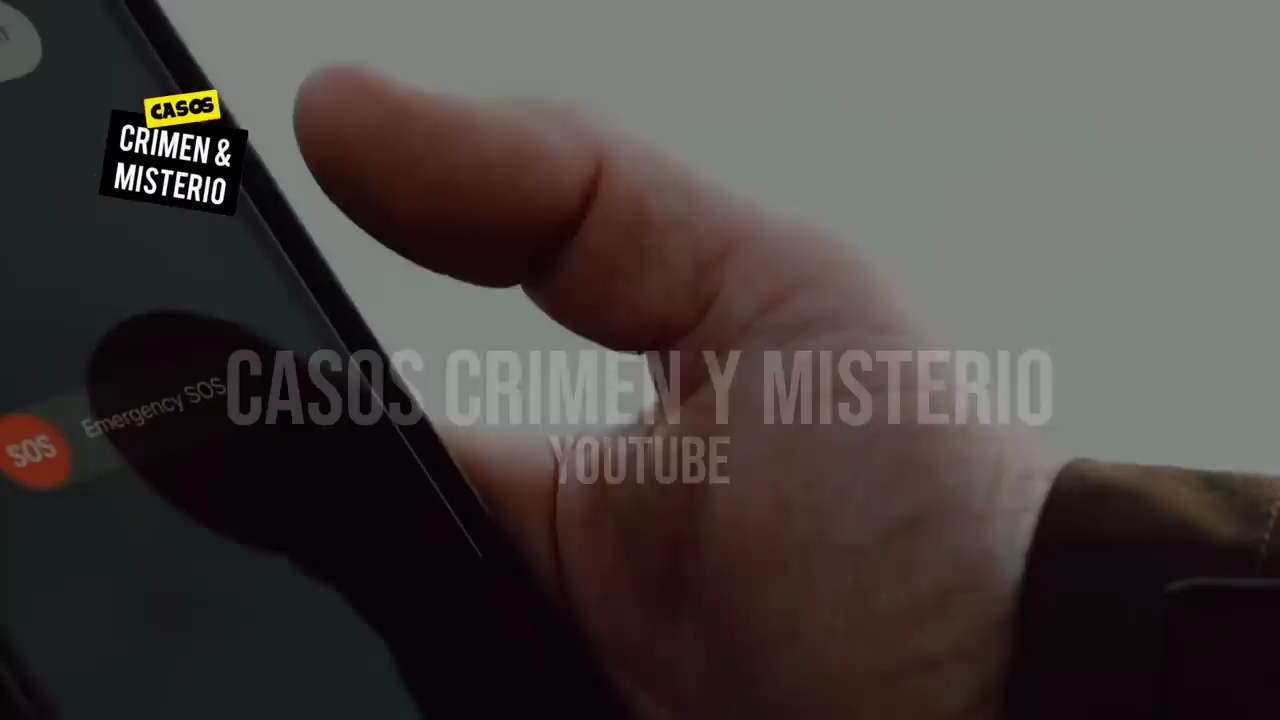 CASOS
CRIMEN &
MISTERIO
Emergency SOS
SOS
CASOS CRIMEN Y MISTERIO
YOUTUBE